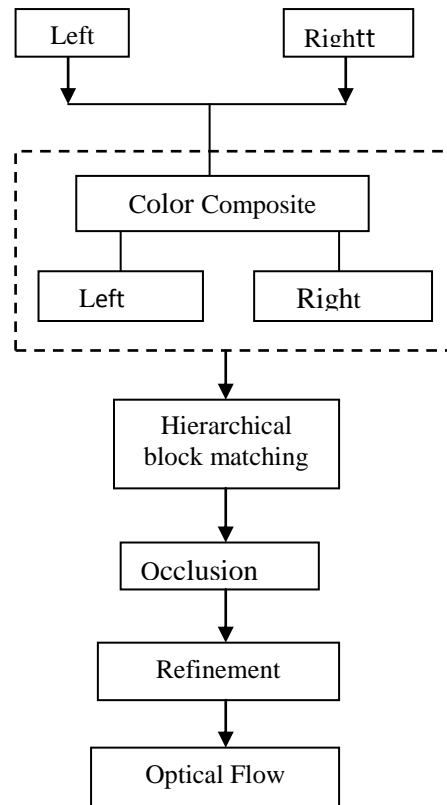 Left
Rightt
Color Composite
Left
Right
Hierarchical
block matching
Occlusion
Refinement
Optical Flow